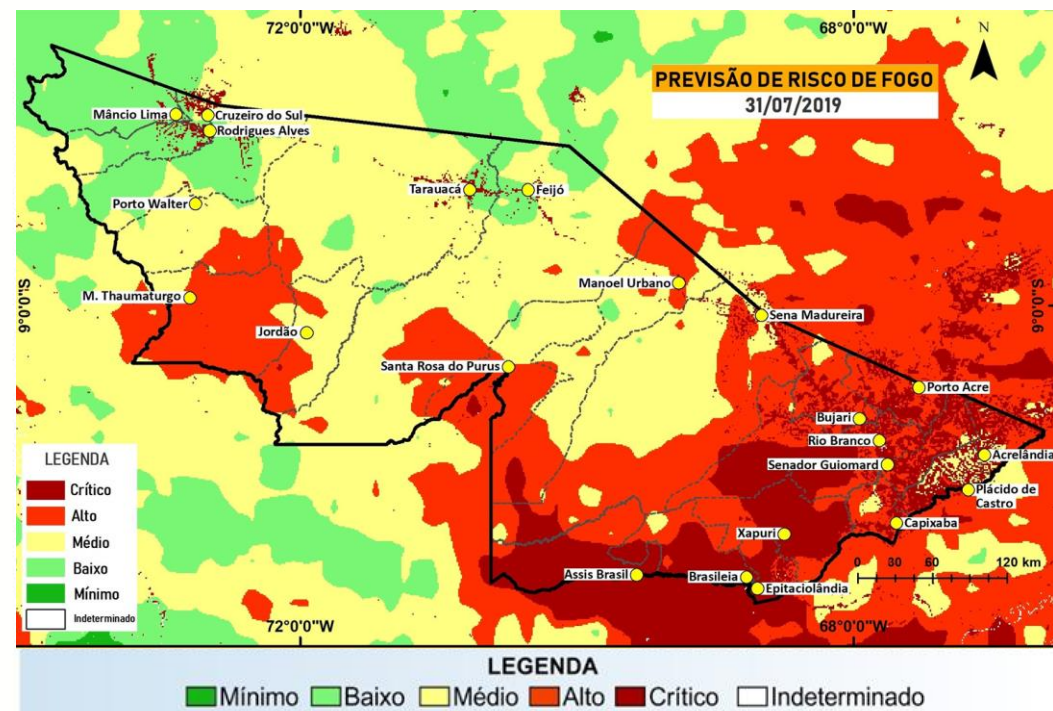 72°0'0"W
68°0'0"W
N
PREVISÃO DE RISCO DE FOGO
31/07/2019
Mâncio Lima
Cruzeiro do Sul
Rodrigues Alves
Tarauacá
Feijó
Porto Walter
9°0'0"S
9°0'0"S
Manoel Urbano
M. Thaumaturgo
Sena Madureira
Jordão
Santa Rosa do Purus
Porto Acre
Bujari
Rio Branco
Acrelândia
Senador Guiomard
Plácido de
Castro
Capixaba
Xapuri
Assis Brasil
Brasileia
Epitaciolândia
0 30 60 120 km
LEGENDA
Crítico
Alto
Médio
Baixo
Mínimo
Indeterminado
72°0'0"W
68°0'0"W
LEGENDA
Mínimo Baixo Médio Alto Crítico Indeterminado